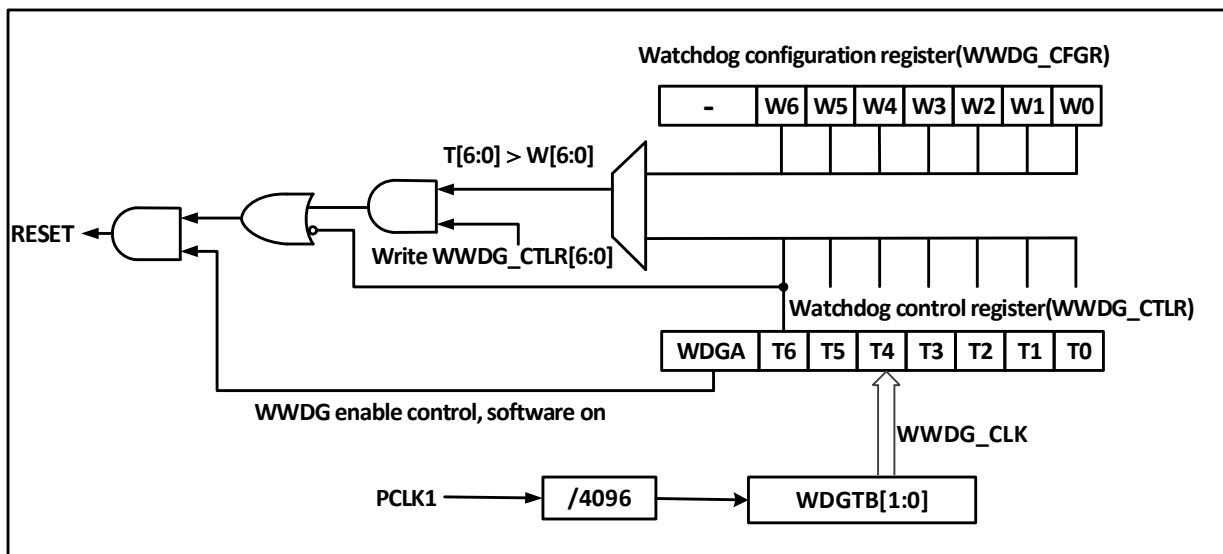 Watchdog configuration register(WWDG_CFGR)
- W6 W5 W4 W3 W2 W1 W0
T[6:0] > W[6:0]
RESET
Write WWDG_CTLR[6:0]
Watchdog control register(WWDG_CTLR)
WDGA T6 T5 T4 T3 T2 T1 T0
WWDG enable control, software on
WWDG_CLK
PCLK1 /4096 WDGTB[1:0]